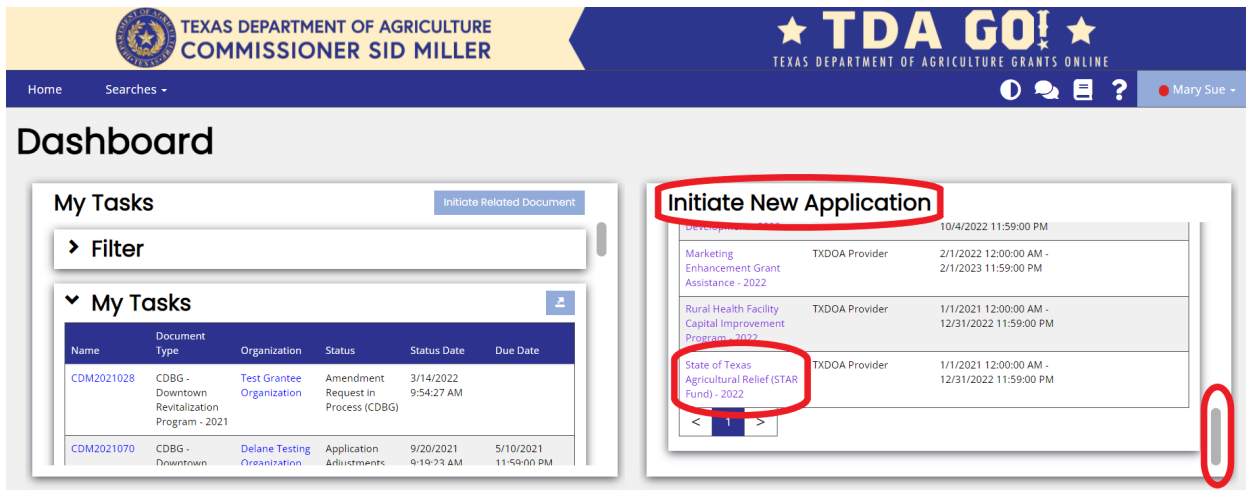 TEXAS DEPARTMENT OF AGRICULTURE
COMMISSIONER SID MILLER
TDA GO!
TEXAS DEPARTMENT OF AGRICULTURE GRANTS ONLINE
Home
Searches
?
Mary Sue
Dashboard
My Tasks
Initiate Related Document
Filter
My Tasks
Name
Document
Type
Organization
Status
Status Date
Due Date
CDM2021028
CDBG -
Downtown
Revitalization
Program - 2021
Test Grantee
Organization
Amendment
Request in
Process (CDBG)
3/14/2022
9:54:27 AM
CDM2021070
CDBG -
Downtown
Delane Testing
Organization
Application
Adjustments
9/20/2021
9:19:23 AM
5/10/2021
11:59:00 PM
Initiate New Application
10/4/2022 11:59:00 PM
Marketing
Enhancement Grant
Assistance - 2022
TXDOA Provider
2/1/2022 12:00:00 AM -
2/1/2023 11:59:00 PM
Rural Health Facility
Capital Improvement
Program - 2022
TXDOA Provider
1/1/2021 12:00:00 AM -
12/31/2022 11:59:00 PM
State of Texas
Agricultural Relief (STAR
Fund) - 2022
TXDOA Provider
1/1/2021 12:00:00 AM -
12/31/2022 11:59:00 PM
< 1 >